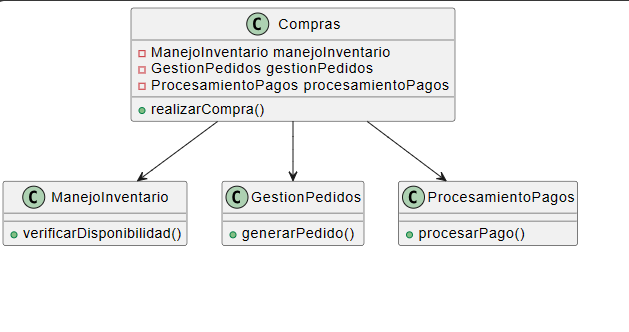 C Compras
ManejoInventario manejoInventario
GestionPedidos gestionPedidos
ProcesamientoPagos procesamientoPagos
realizarCompra()
C ManejoInventario
verificarDisponibilidad()
C GestionPedidos
generarPedido()
C ProcesamientoPagos
procesarPago()